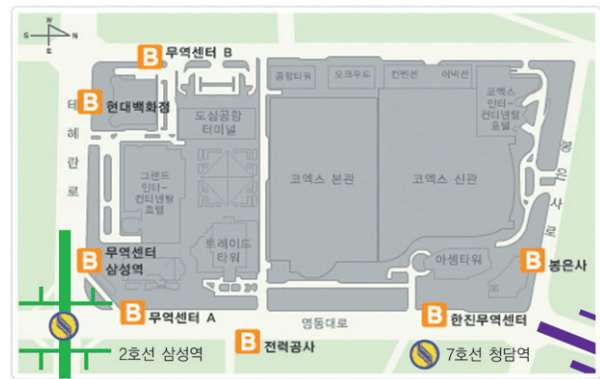 W
S
N
E
B 무역센터 B
B 현대백화점
테헤란로
도심공항
터미널
공항타워
오크우드
컨벤션
아넥션
코엑스
인터-
컨티넨탈
호텔
봉은사로
그랜드
인터-
컨티넨탈
호텔
코엑스 본관
코엑스 신관
트레이드
타워
아셈타워
B 무역센터
삼성역
B 봉은사
B 무역센터 A
영동대로
B 한진무역센터
2호선 삼성역
B 전력공사
7호선 청담역